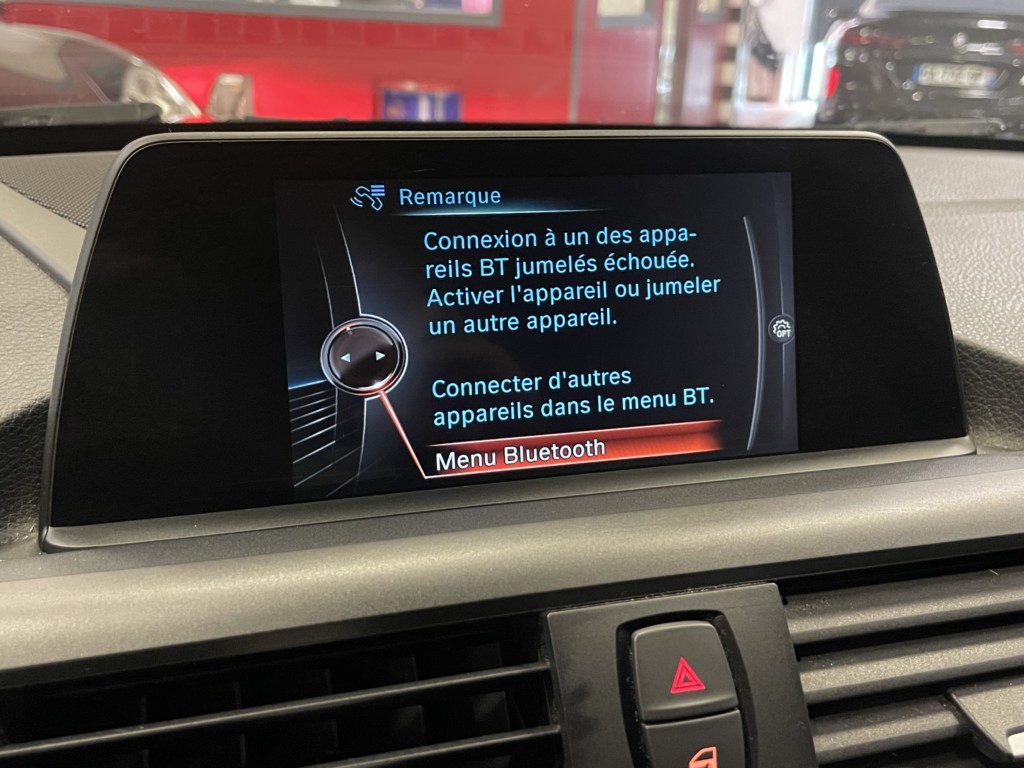 Remarque
Connexion à un des appa-
reils BT jumelés échouée.
Activer l'appareil ou jumeler
un autre appareil.
OPT
Connecter d'autres
appareils dans le menu BT.
Menu Bluetooth